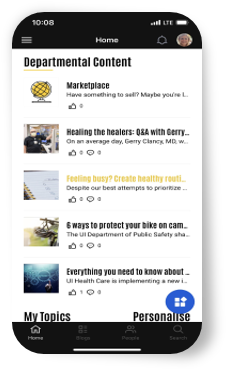 10:08 LTE
Home
Departmental Content
Marketplace
Have something to sell? Maybe you're l...
0
Healing the healers: Q&A with Gerry...
On an average day, Gerry Clancy, MD, w...
0 0
Feeling busy? Create healthy routi...
Despite our best attempts to prioritize ...
0 0
6 ways to protect your bike on cam...
The UI Department of Public Safety sha...
0 0
Everything you need to know about ...
UI Health Care is implementing a new i...
1 0
My Topics Personalise
Home Blogs People Search